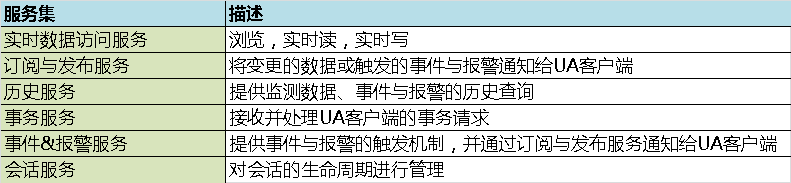 服务集 描述
实时数据访问服务 浏览，实时读，实时写
订阅与发布服务 将变更的数据或触发的事件与报警通知给UA客户端
历史服务 提供监测数据、事件与报警的历史查询
事务服务 接收并处理UA客户端的事务请求
事件&报警服务 提供事件与报警的触发机制，并通过订阅与发布服务通知给UA客户端
会话服务 对会话的生命周期进行管理